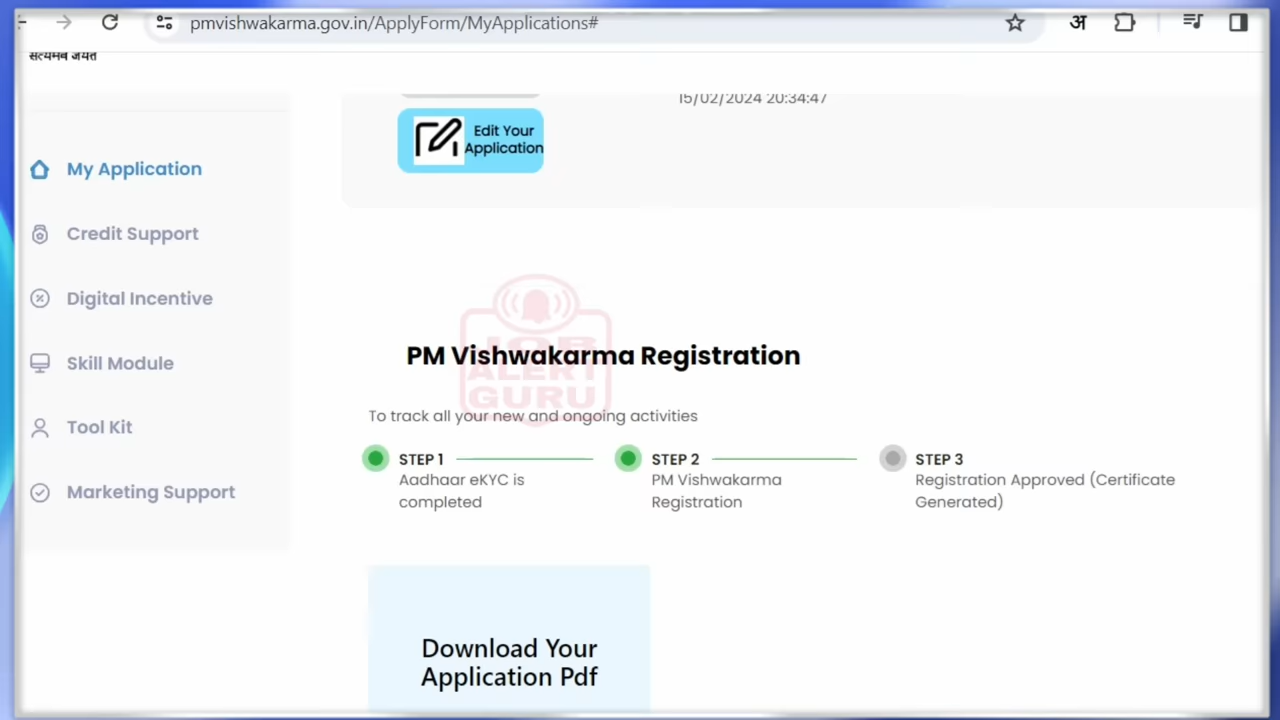 pmvishwakarma.gov.in/ApplyForm/MyApplications#
अ
सत्यमेव जयते
15/02/2024 20:34:47
Edit Your
Application
My Application
Credit Support
Digital Incentive
Skill Module
Tool Kit
Marketing Support
JOB
ALERT
GURU
PM Vishwakarma Registration
To track all your new and ongoing activities
STEP 1
Aadhaar eKYC is
completed
STEP 2
PM Vishwakarma
Registration
STEP 3
Registration Approved (Certificate
Generated)
Download Your
Application Pdf